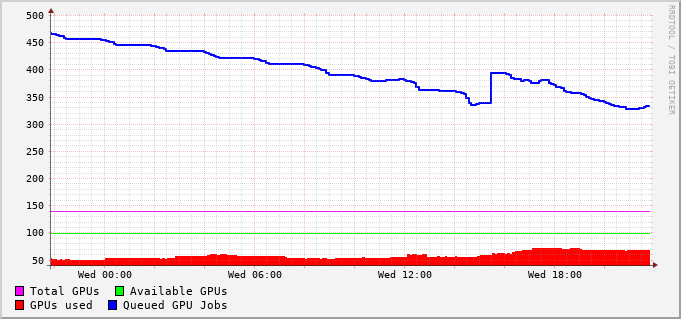 500
450
400
350
300
250
200
150
100
50
Wed 00:00 Wed 06:00 Wed 12:00 Wed 18:00
Total GPUs Available GPUs
GPUs used Queued GPU Jobs
RRDTOOL / TOBI OETIKER